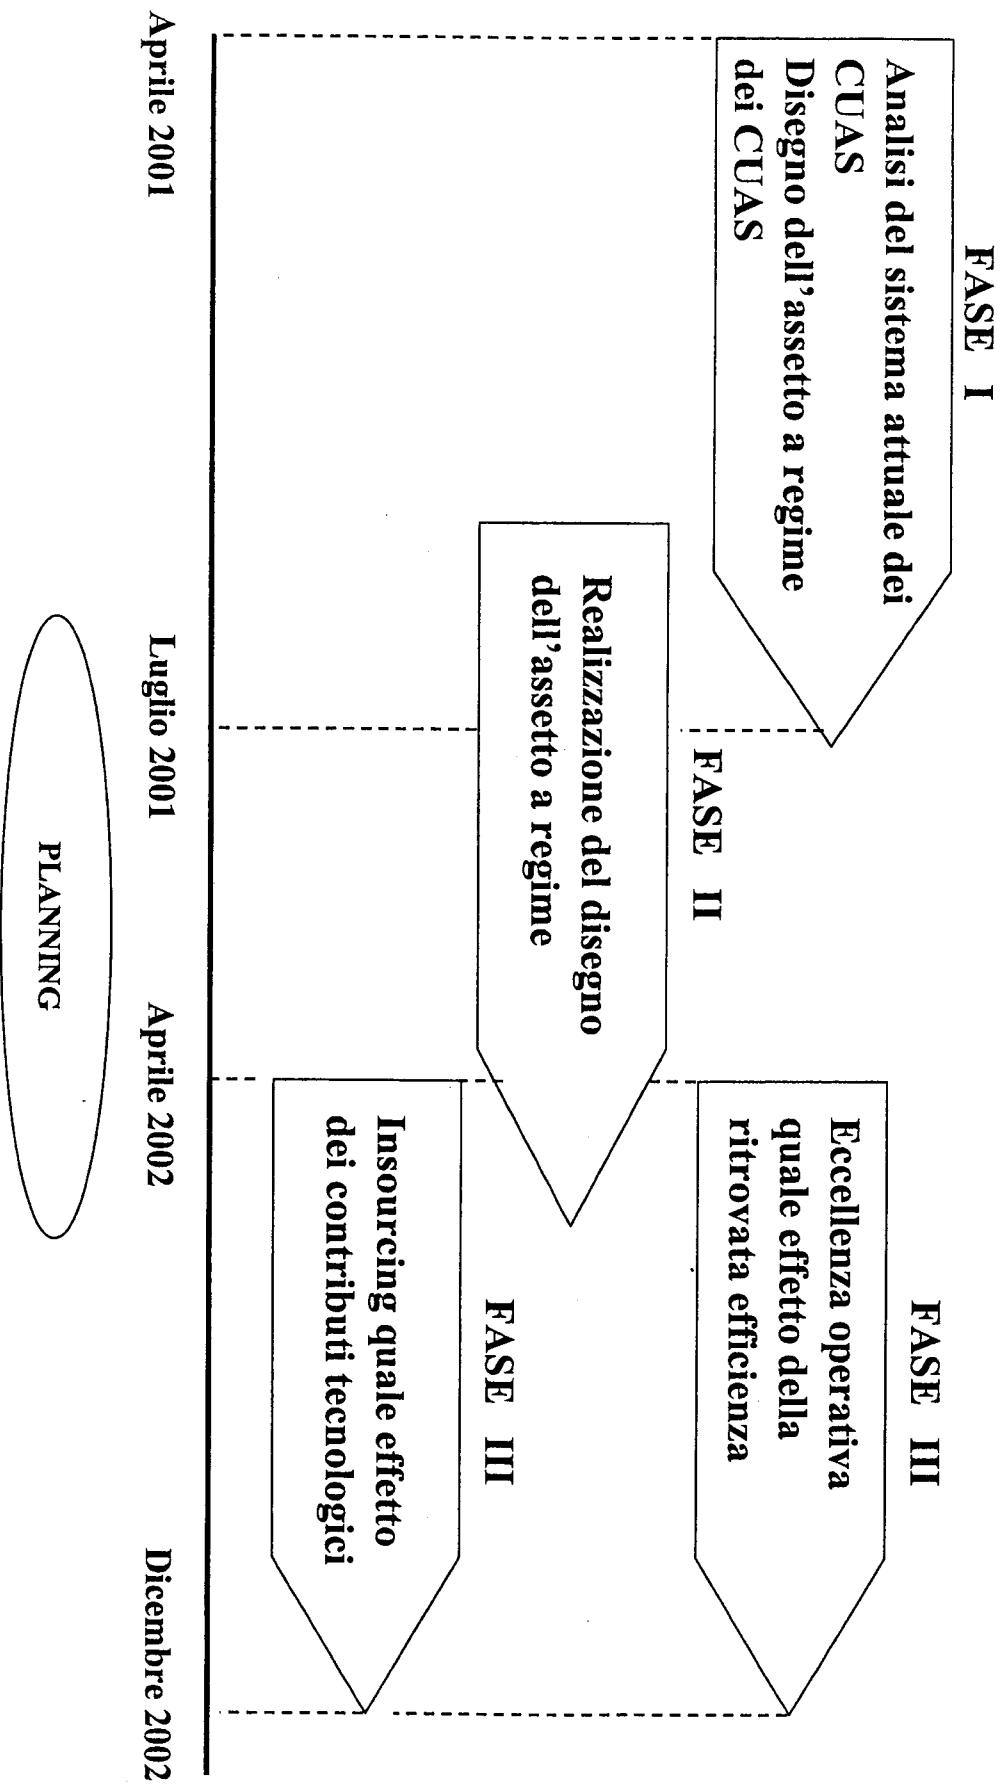 FASE I
Analisi del sistema attuale dei
CUAS
Disegno dell'assetto a regime
dei CUAS
FASE II
Realizzazione del disegno
dell'assetto a regime
FASE III
Eccellenza operativa
quale effetto della
ritrovata efficienza
FASE III
Insourcing quale effetto
dei contributi tecnologici
Aprile 2001
Luglio 2001
Aprile 2002
Dicembre 2002
PLANNING